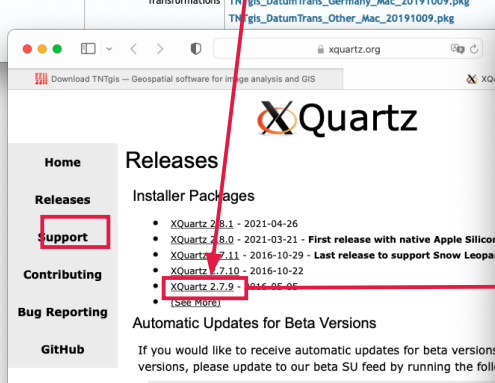 Transformations TNTgis_DatumTrans_Germany_Mac_20191009.pkg
TNTgis_DatumTrans_Other_Mac_20191009.pkg
xquartz.org
Download TNTgis — Geospatial software for image analysis and GIS
XQuartz
Home
Releases
Support
Contributing
Bug Reporting
GitHub
Releases
Installer Packages
XQuartz 2.8.1 - 2021-04-26
XQuartz 2.8.0 - 2021-03-21 - First release with native Apple Silicon
XQuartz 2.7.11 - 2016-10-29 - Last release to support Snow Leopar
XQuartz 2.7.10 - 2016-10-22
XQuartz 2.7.9 - 2016-05-05
(See More)
Automatic Updates for Beta Versions
If you would like to receive automatic updates for beta versions
versions, please update to our beta SU feed by running the foll